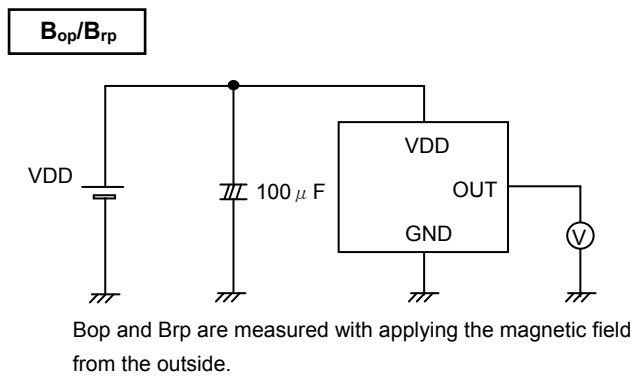 Bop/Brp
VDD
VDD
100 μ F
OUT
GND
V
Bop and Brp are measured with applying the magnetic field
from the outside.